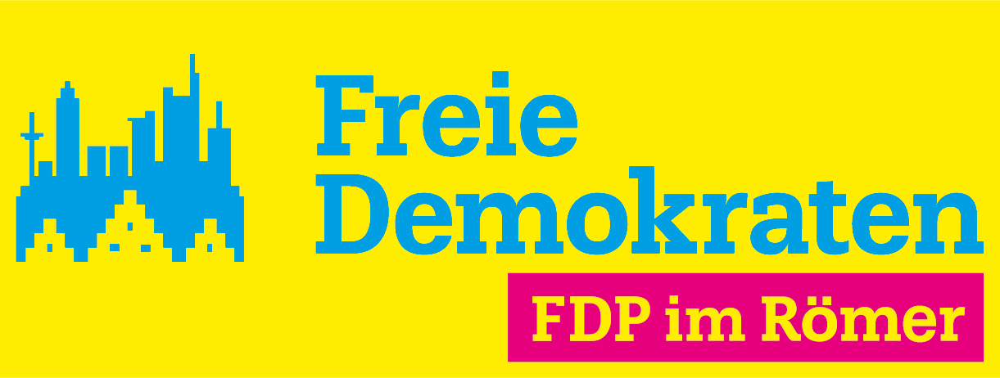 Freie
Demokraten
FDP im Römer